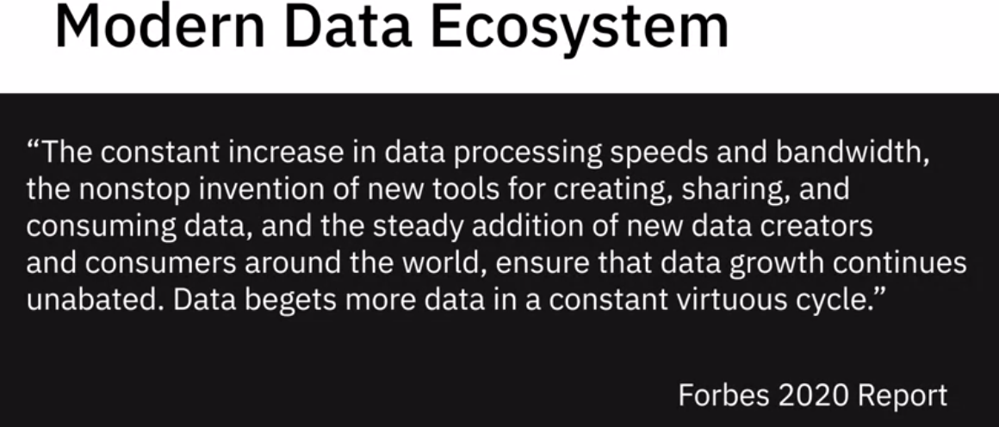 Modern Data Ecosystem
“The constant increase in data processing speeds and bandwidth,
the nonstop invention of new tools for creating, sharing, and
consuming data, and the steady addition of new data creators
and consumers around the world, ensure that data growth continues
unabated. Data begets more data in a constant virtuous cycle.”
Forbes 2020 Report